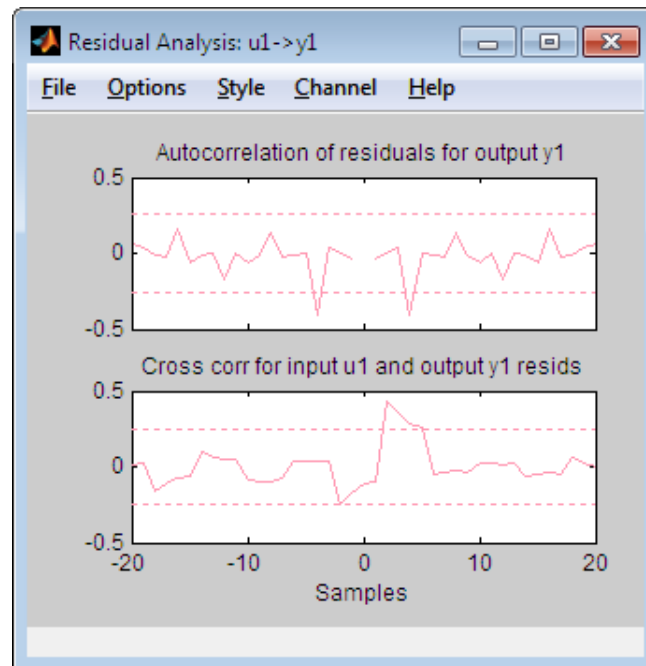 Residual Analysis: u1->y1
File Options Style Channel Help
Autocorrelation of residuals for output y1
0.5
0
-0.5
Cross corr for input u1 and output y1 resids
0.5
0
-0.5
-20 -10 0 10 20
Samples